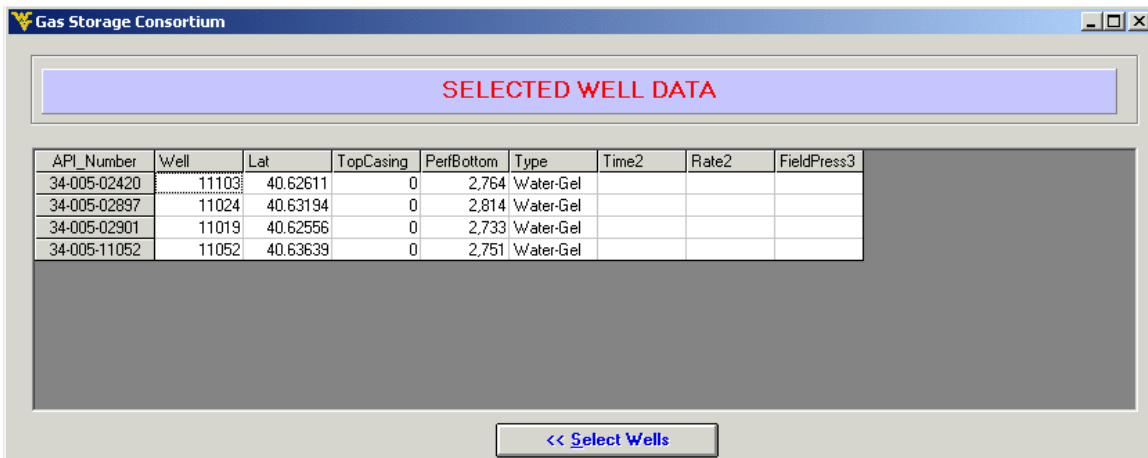 Gas Storage Consortium
SELECTED WELL DATA
API_Number Well Lat TopCasing PerfBottom Type Time2 Rate2 FieldPress3
34-005-02420 11103 40.62611 0 2,764 Water-Gel
34-005-02897 11024 40.63194 0 2,814 Water-Gel
34-005-02901 11019 40.62556 0 2,733 Water-Gel
34-005-11052 11052 40.63639 0 2,751 Water-Gel
<< Select Wells